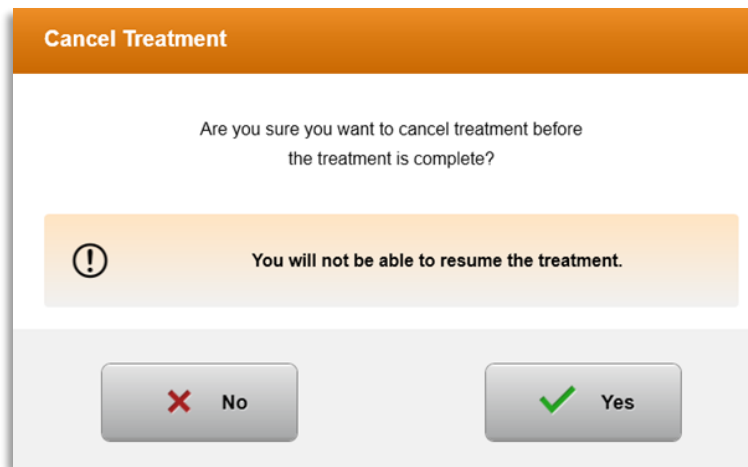 Cancel Treatment
Are you sure you want to cancel treatment before
the treatment is complete?
You will not be able to resume the treatment.
No
Yes